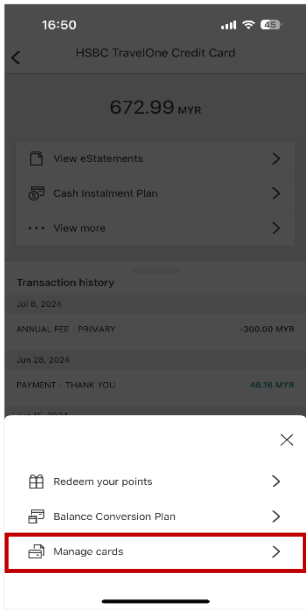 16:50
45
HSBC TravelOne Credit Card
672.99 MYR
View eStatements
Cash Instalment Plan
View more
Transaction history
Jul 8, 2024
ANNUAL FEE - PRIMARY -300.00 MYR
Jun 28, 2024
PAYMENT - THANK YOU 46.16 MYR
Redeem your points
Balance Conversion Plan
Manage cards